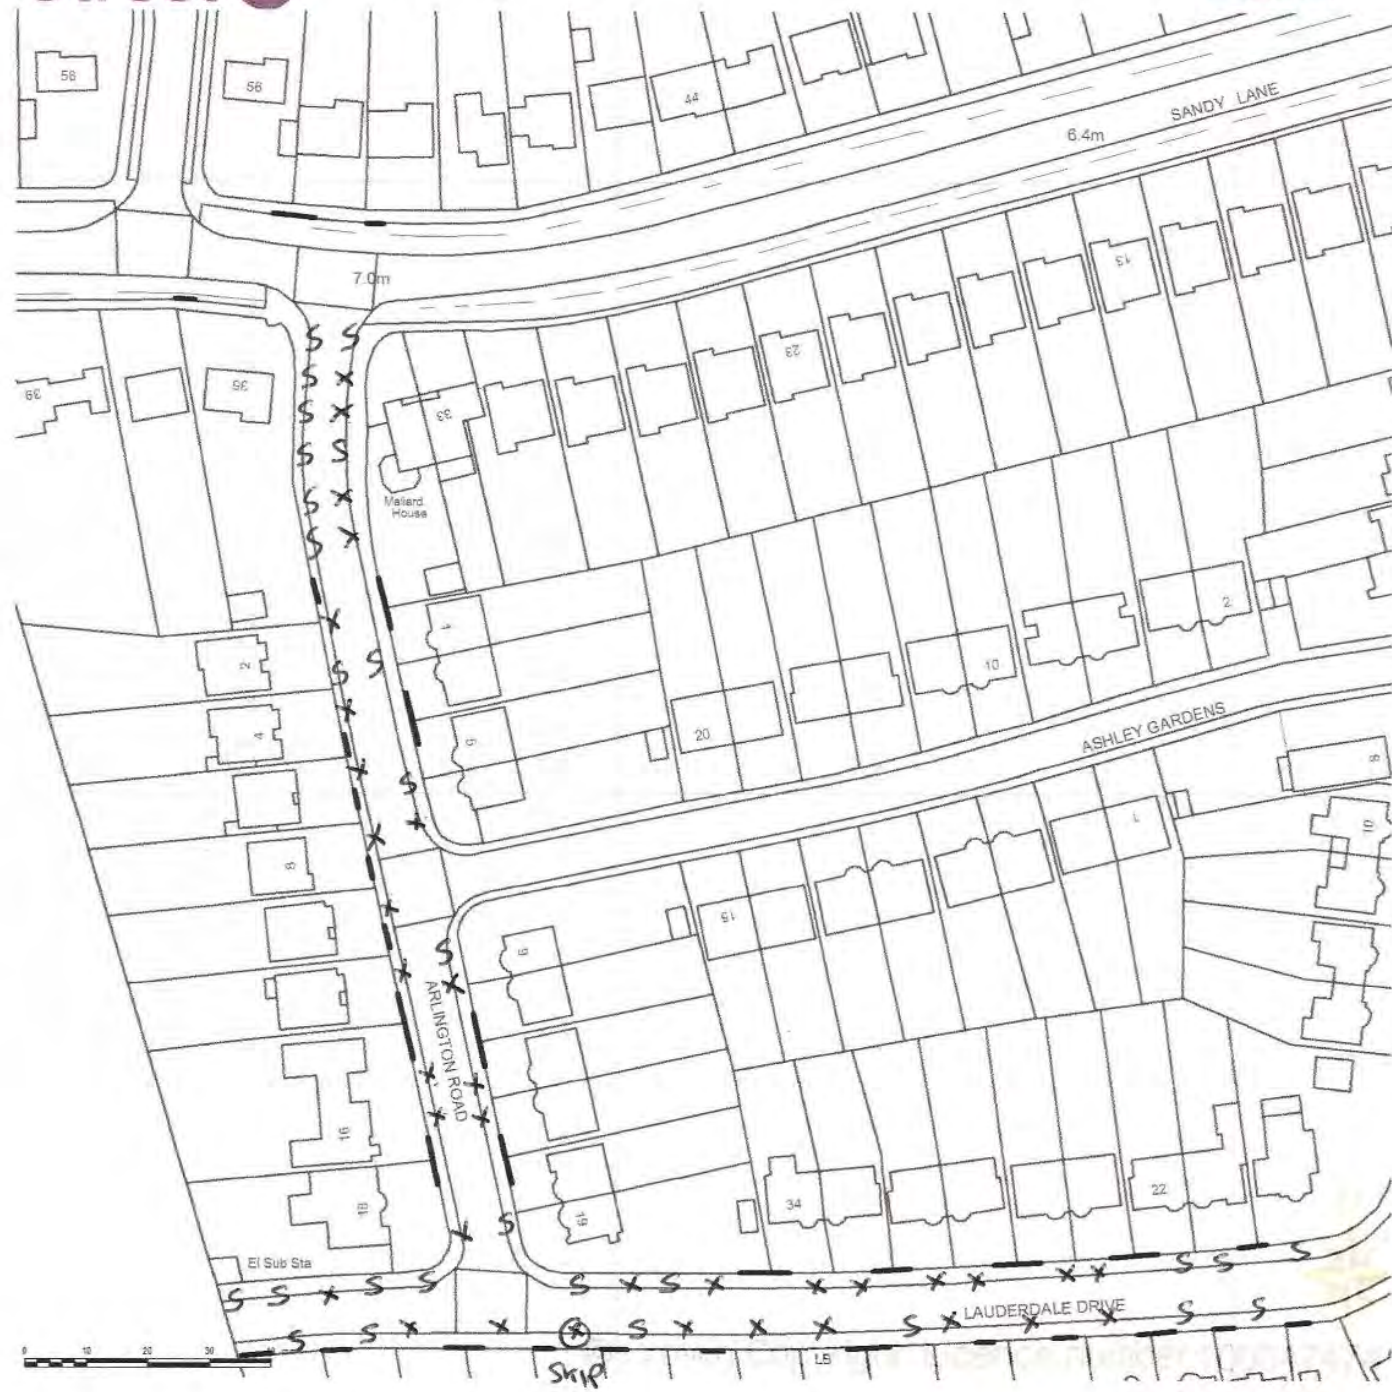 58
56
44
SANDY LANE
6.4m
7.0m
13
23
39
35
33
Mallard
House
S S
S X
S X
S S
S X
S X
X
S S
X
X
S
X
X
X
X
S
X
X X
X X
X S
1
2
4
5
8
20
10
2
ASHLEY GARDENS
8
10
1
15
9
ARLINGTON ROAD
16
18
19
34
22
El Sub Sta
S S X S S
S X S X X X X X X X S S S
LAUDERDALE DRIVE
S S X X X S X X X S X X X S S
0 10 20 30 40
LB
SKIP